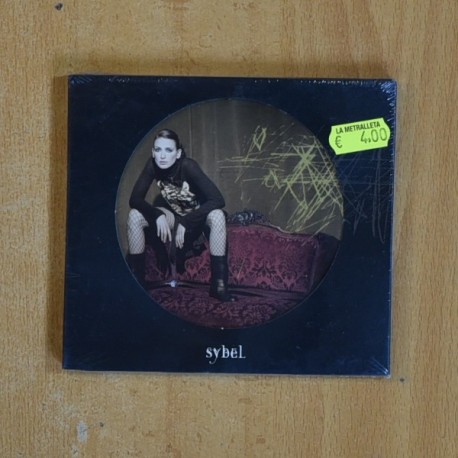 LA METRALLETA
€ 4,00
sybel